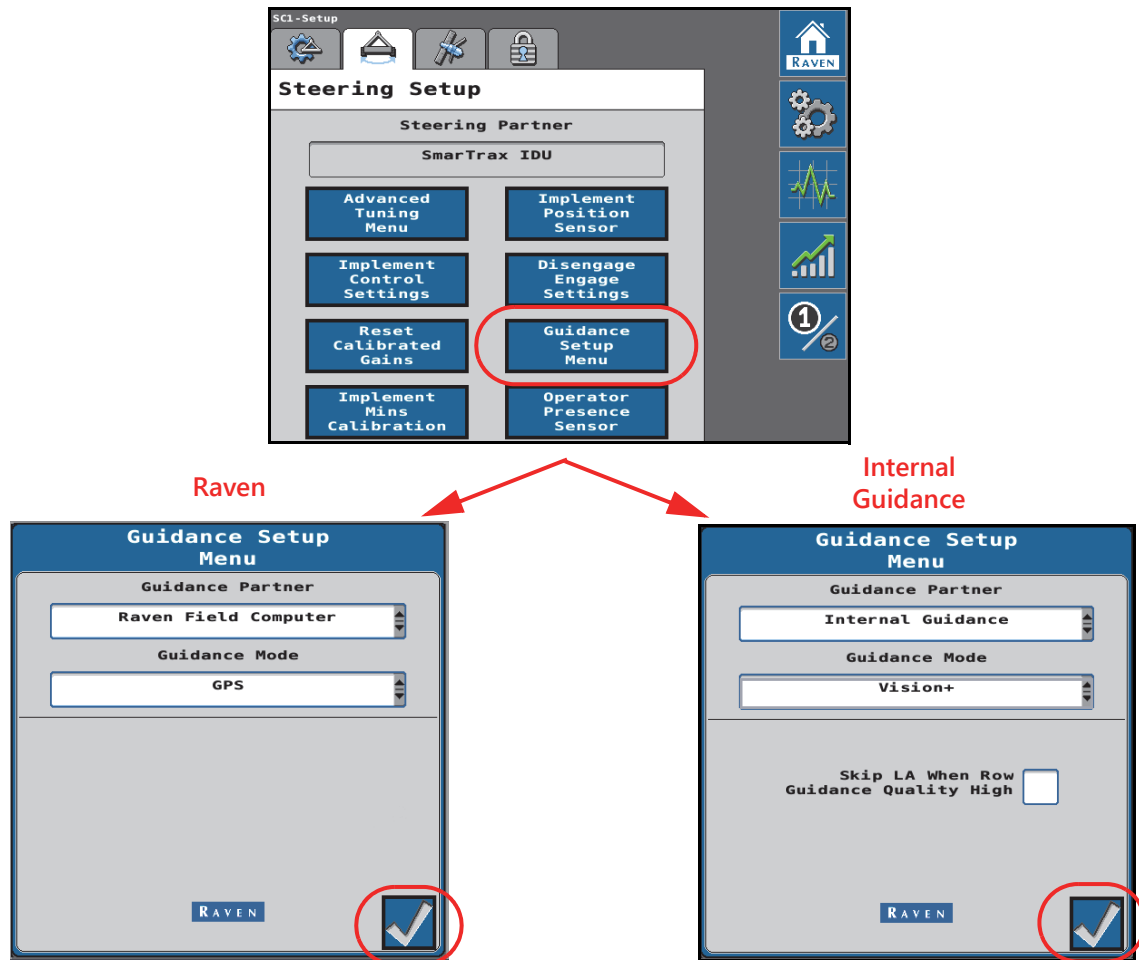 SC1-Setup
RAVEN
Steering Setup
Steering Partner
SmarTrax IDU
Advanced
Tuning
Menu
Implement
Position
Sensor
Implement
Control
Settings
Disengage
Engage
Settings
Reset
Calibrated
Gains
Guidance
Setup
Menu
1
2
Implement
Mins
Calibration
Operator
Presence
Sensor
Raven
Guidance Setup
Menu
Guidance Partner
Raven Field Computer
Guidance Mode
GPS
RAVEN
Internal
Guidance
Guidance Setup
Menu
Guidance Partner
Internal Guidance
Guidance Mode
Vision+
Skip LA When Row
Guidance Quality High
RAVEN